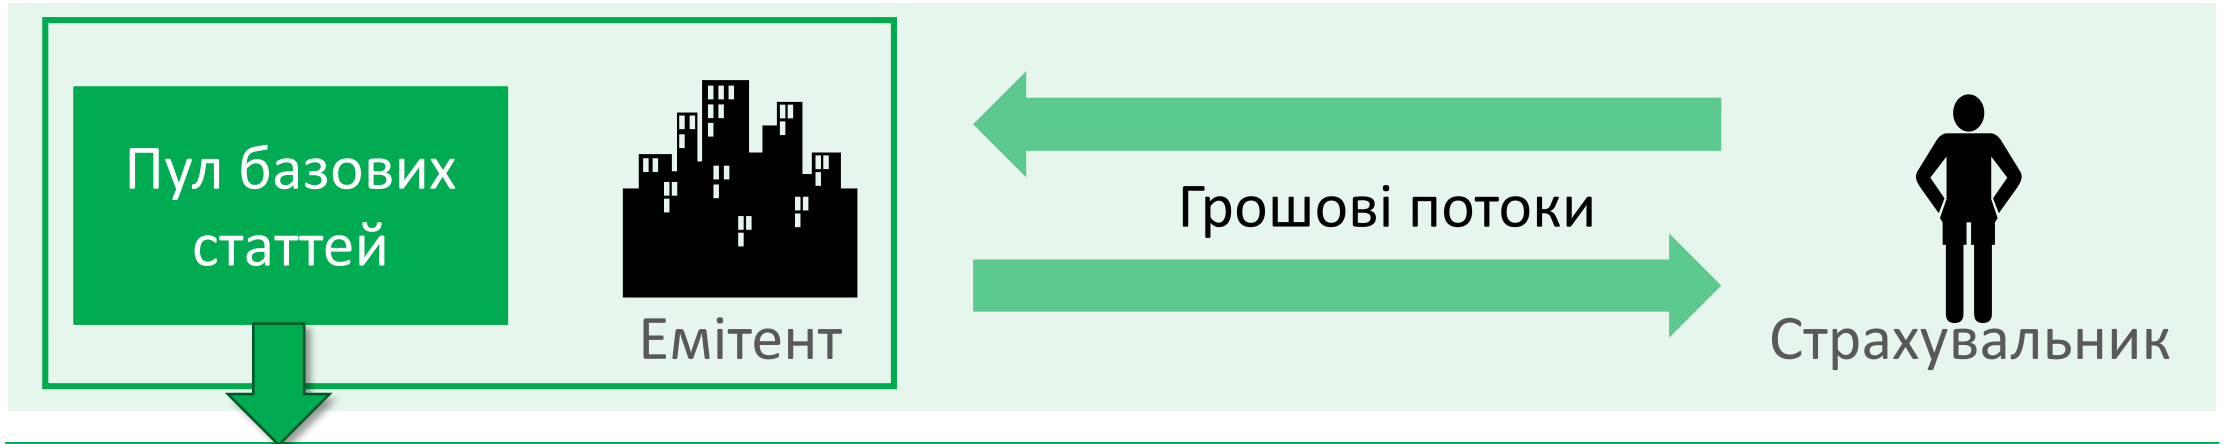 Пул базових
статтей
Емітент
Грошові потоки
Страхувальник